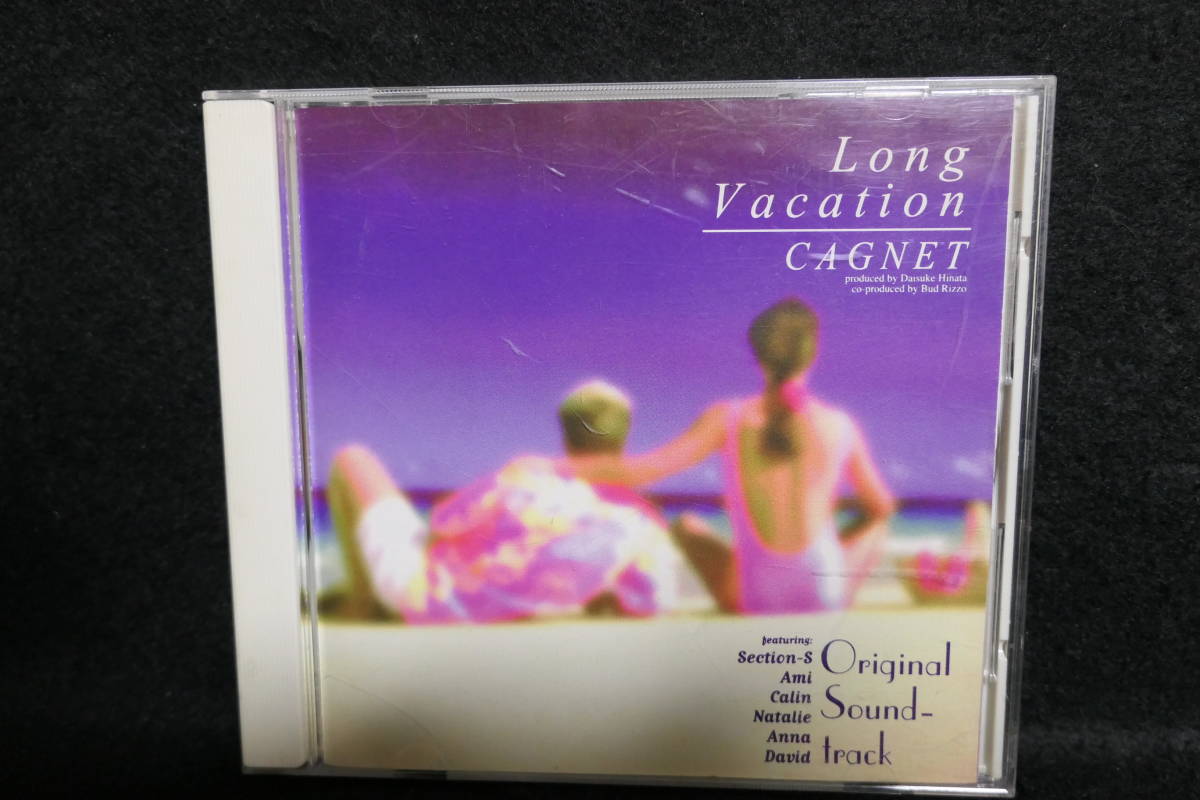 Long
Vacation
CAGNET
produced by Daisuke Hinata
co-produced by Bud Rizzo
featuring:
Section-S
Ami
Calin
Natalie
Anna
David
Original
Sound-
track